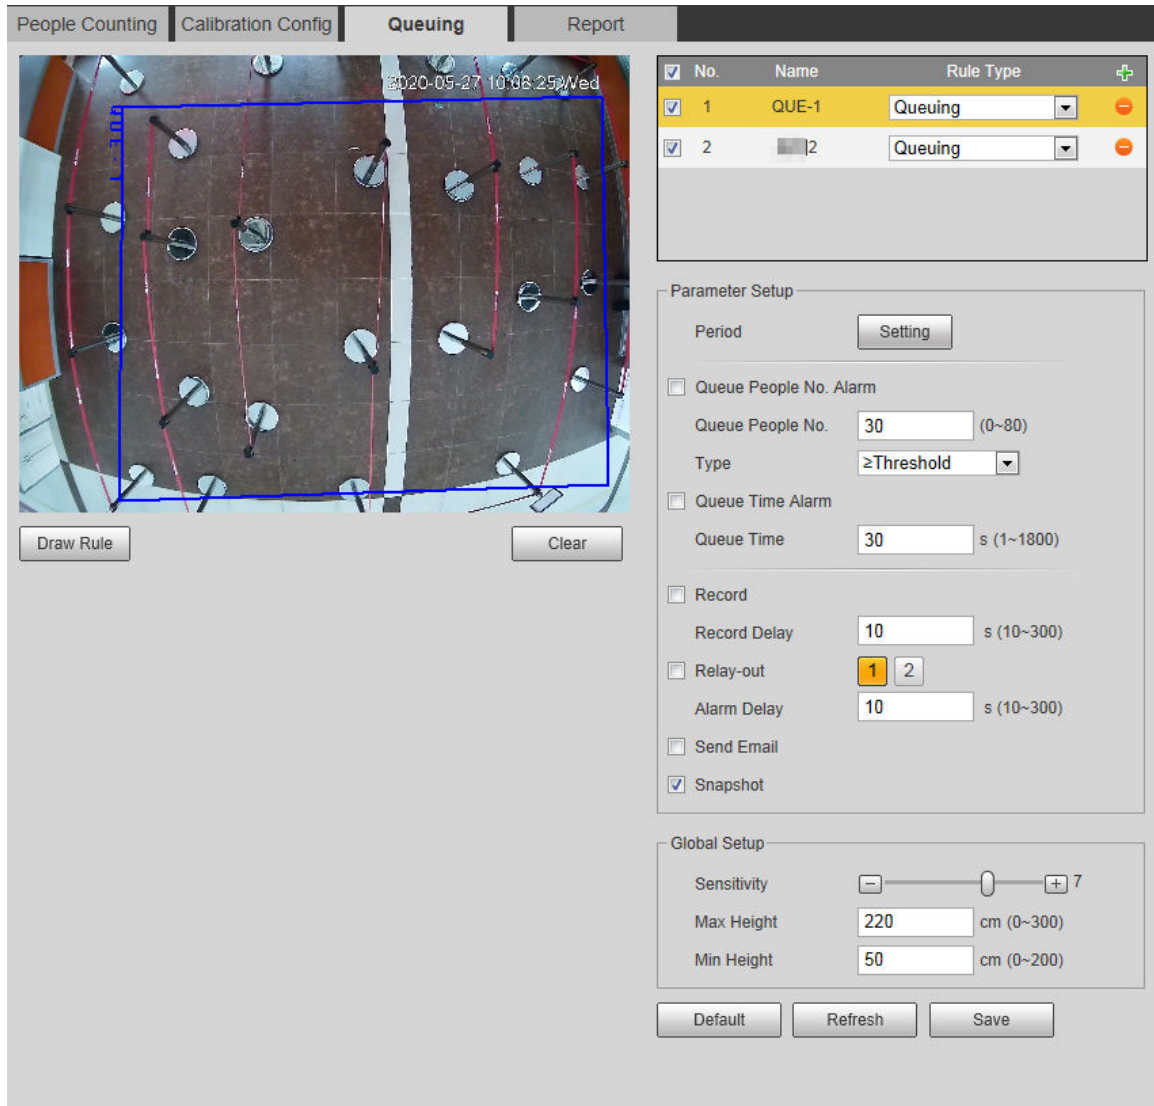 People Counting Calibration Config Queuing Report
2020-05-27 10:08:25 Wed
QUE-1
Draw Rule Clear
No. Name Rule Type
1 QUE-1 Queuing
2 2 Queuing
Parameter Setup
Period Setting
Queue People No. Alarm
Queue People No. 30 (0~80)
Type ≥Threshold
Queue Time Alarm
Queue Time 30 s (1~1800)
Record
Record Delay 10 s (10~300)
Relay-out 1 2
Alarm Delay 10 s (10~300)
Send Email
Snapshot
Global Setup
Sensitivity 7
Max Height 220 cm (0~300)
Min Height 50 cm (0~200)
Default Refresh Save